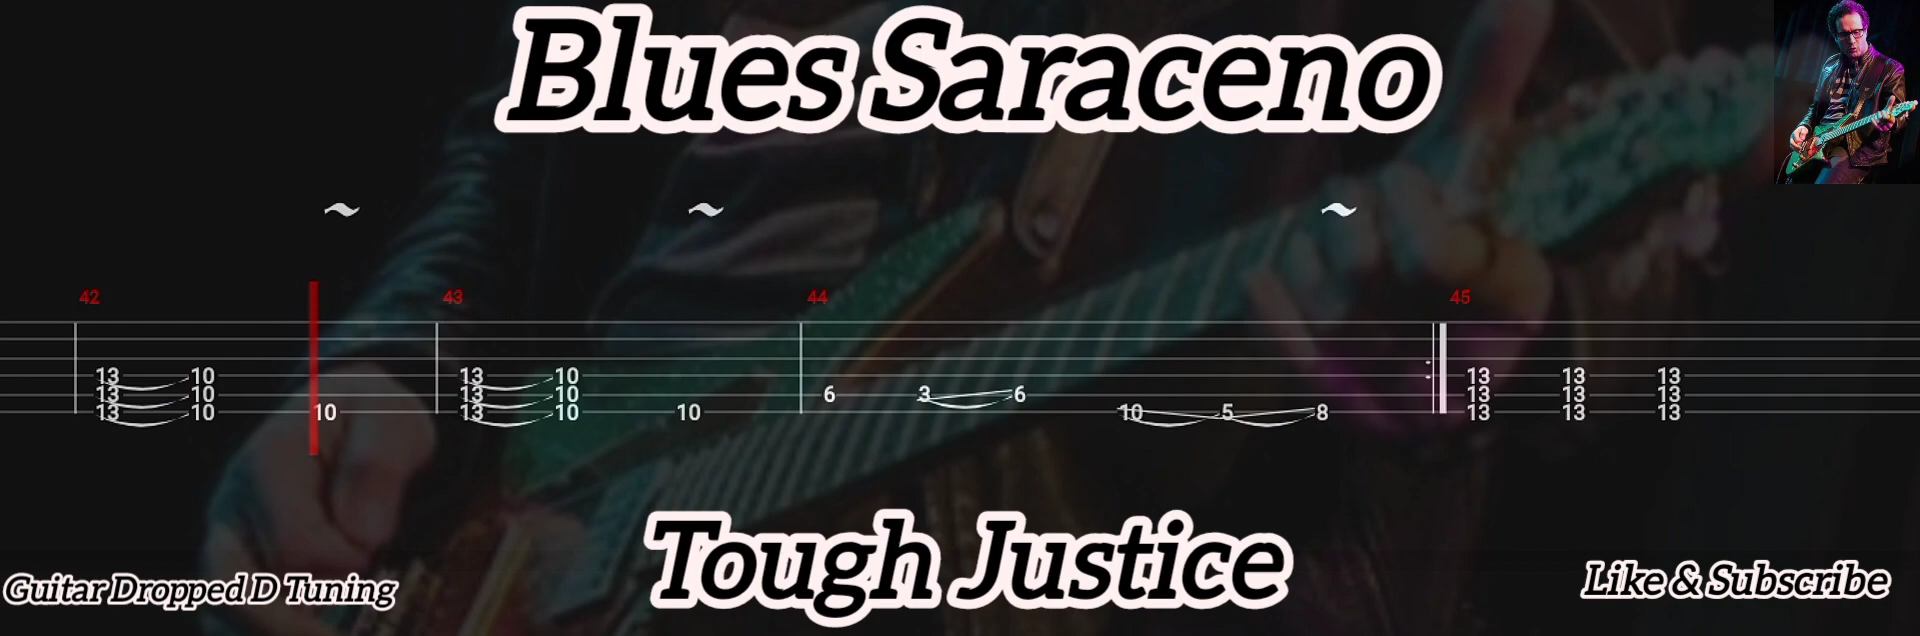 Blues Saraceno
42 43 44 45
13 10 13 10 13 13 13
13 10 13 10 6 3 6 13 13 13
13 10 10 13 10 10 10 5 8 13 13 13
Tough Justice
Guitar Dropped D Tuning
Like & Subscribe